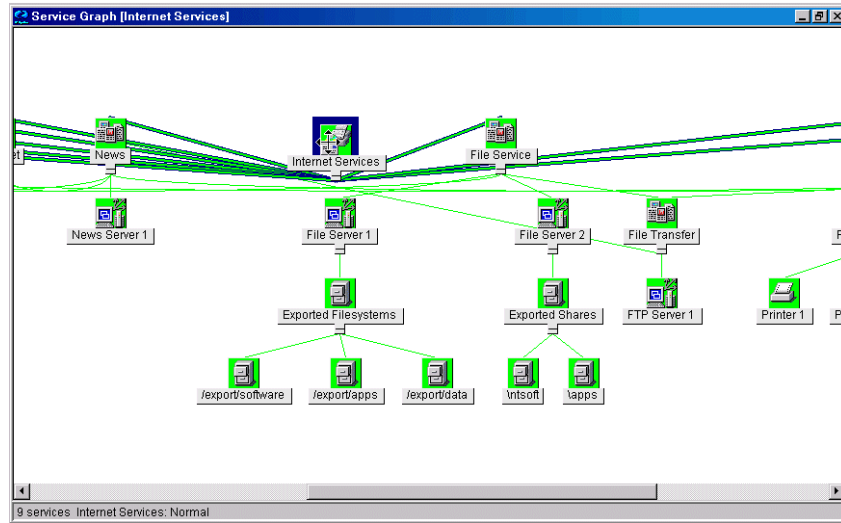 Service Graph [Internet Services]
et
News
Internet Services
File Service
News Server 1
File Server 1
File Server 2
File Transfer
F
Exported Filesystems
Exported Shares
FTP Server 1
Printer 1
P
/export/software
/export/apps
/export/data
\ntsoft
\apps
9 services Internet Services: Normal